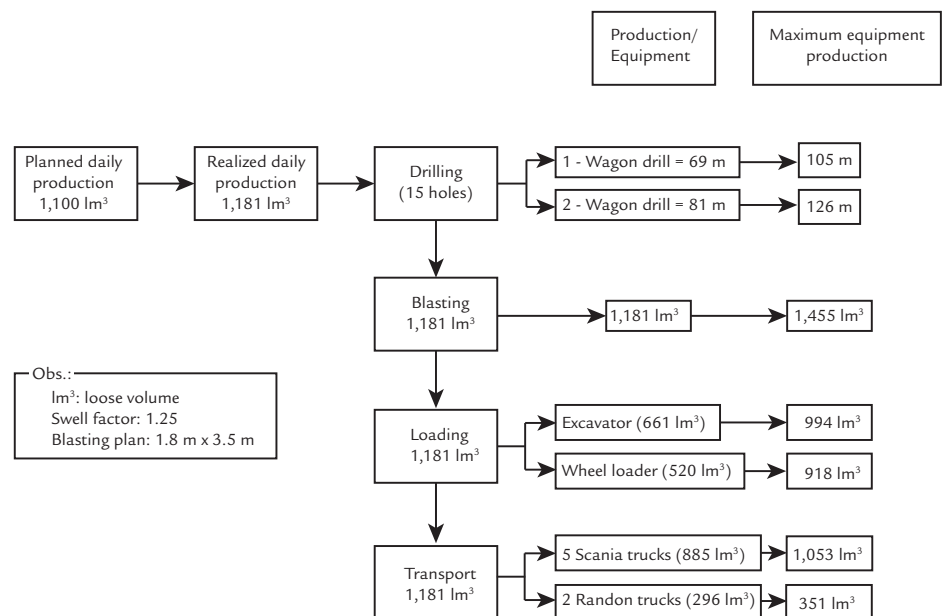 Production/
Equipment
Maximum equipment
production
Planned daily
production
1,100 lm³
Realized daily
production
1,181 lm³
Drilling
(15 holes)
1 - Wagon drill = 69 m
105 m
2 - Wagon drill = 81 m
126 m
Blasting
1,181 lm³
1,181 lm³
1,455 lm³
Obs.:
lm³: loose volume
Swell factor: 1.25
Blasting plan: 1.8 m x 3.5 m
Loading
1,181 lm³
Excavator (661 lm³)
994 lm³
Wheel loader (520 lm³)
918 lm³
Transport
1,181 lm³
5 Scania trucks (885 lm³)
1,053 lm³
2 Randon trucks (296 lm³)
351 lm³